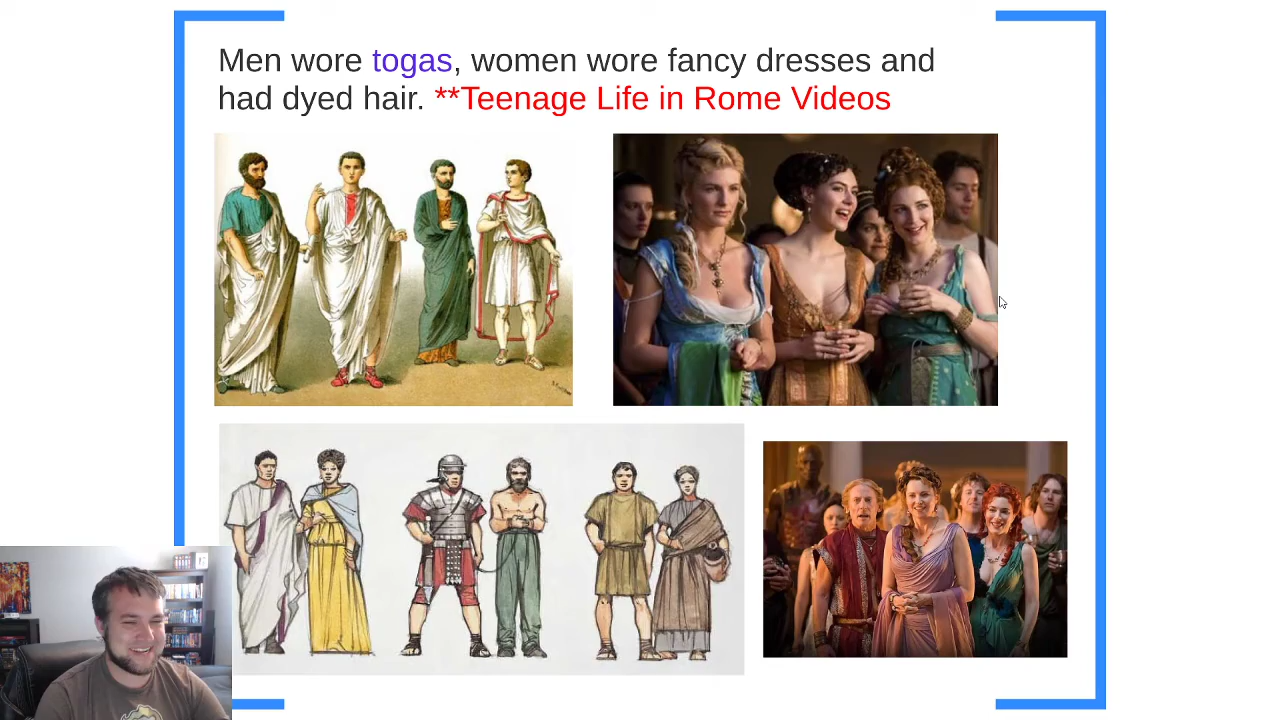 Men wore togas, women wore fancy dresses and
had dyed hair. **Teenage Life in Rome Videos